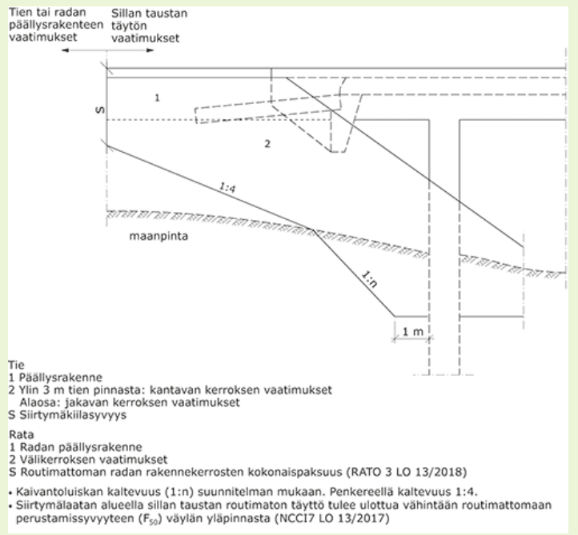 Tien tai radan
päällysrakenteen
vaatimukset
Sillan taustan
täytön
vaatimukset
1
S
2
1:4
maanpinta
1:n
1 m
Tie
1 Päällysrakenne
2 Ylin 3 m tien pinnasta: kantavan kerroksen vaatimukset
Alaosa: jakavan kerroksen vaatimukset
S Siirtymäkiilasyvyys
Rata
1 Radan päällysrakenne
2 Välikerroksen vaatimukset
S Routimattoman radan rakennekerrosten kokonaispaksuus (RATO 3 LO 13/2018)
• Kaivantoluiskan kaltevuus (1:n) suunnitelman mukaan. Penkereellä kaltevuus 1:4.
• Siirtymälaatan alueella sillan taustan routimaton täyttö tulee ulottua vähintään routimattomaan
perustamissyvyyteen (F50) väylän yläpinnasta (NCCI7 LO 13/2017)